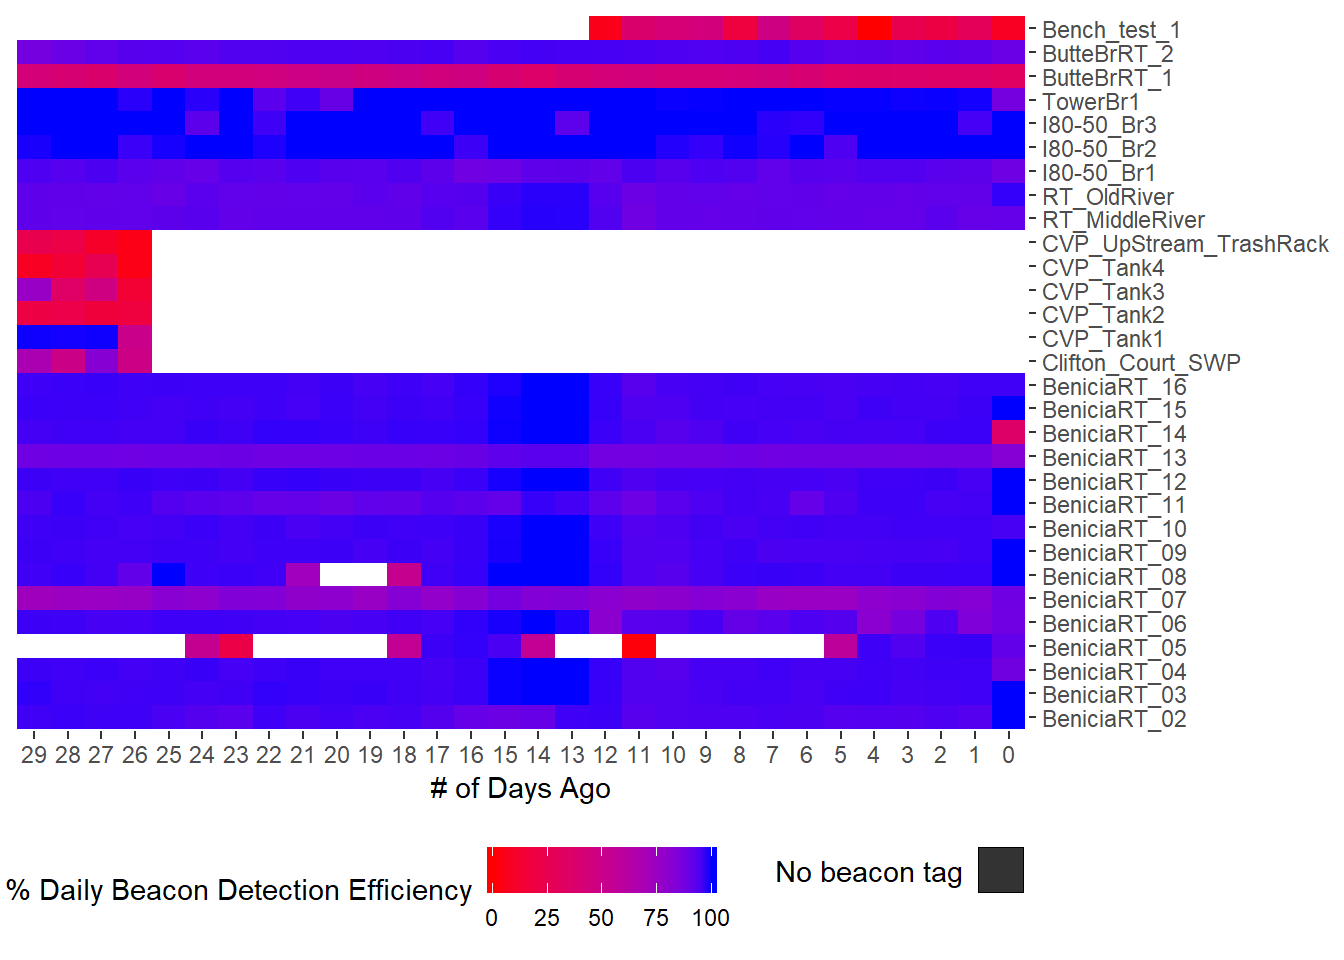 Bench_test_1
ButteBrRT_2
ButteBrRT_1
TowerBr1
I80-50_Br3
I80-50_Br2
I80-50_Br1
RT_OldRiver
RT_MiddleRiver
CVP_UpStream_TrashRack
CVP_Tank4
CVP_Tank3
CVP_Tank2
CVP_Tank1
Clifton_Court_SWP
BeniciaRT_16
BeniciaRT_15
BeniciaRT_14
BeniciaRT_13
BeniciaRT_12
BeniciaRT_11
BeniciaRT_10
BeniciaRT_09
BeniciaRT_08
BeniciaRT_07
BeniciaRT_06
BeniciaRT_05
BeniciaRT_04
BeniciaRT_03
BeniciaRT_02
29 28 27 26 25 24 23 22 21 20 19 18 17 16 15 14 13 12 11 10 9 8 7 6 5 4 3 2 1 0
# of Days Ago
% Daily Beacon Detection Efficiency
0 25 50 75 100
No beacon tag